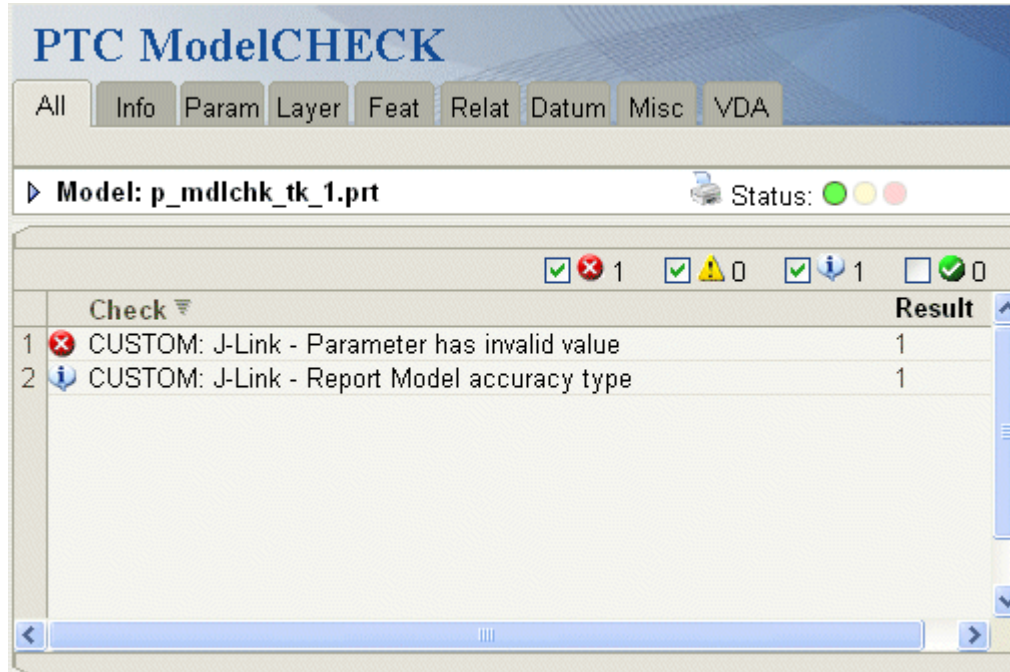 PTC ModelCHECK
All Info Param Layer Feat Relat Datum Misc VDA
Model: p_mdlchk_tk_1.prt Status:
1 0 1 0
Check Result
1 CUSTOM: J-Link - Parameter has invalid value 1
2 CUSTOM: J-Link - Report Model accuracy type 1